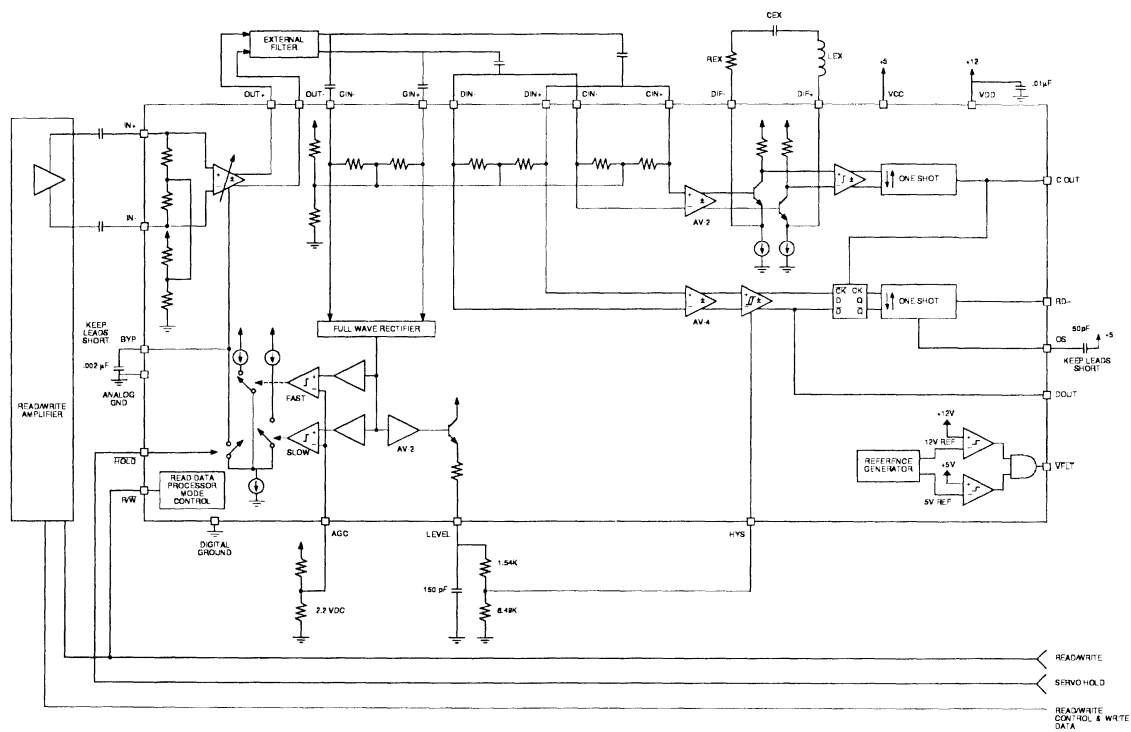 CEX
EXTERNAL
FILTER
REX
LEX
+5
+12
.01µF
OUT+
OUT-
GIN-
GIN+
DIN-
DIN+
CIN-
CIN+
DIF-
DIF+
VCC
VDD
IN+
IN-
AV-2
ONE SHOT
C OUT
CK CK
D Q
D Q
AV-4
ONE SHOT
RD-
OS
50pF
+5
KEEP LEADS
SHORT
DOUT
FULL WAVE RECTIFIER
KEEP
LEADS
SHORT
BYP
.002 µF
ANALOG
GND
READ/WRITE
AMPLIFIER
FAST
SLOW
AV-2
HOLD
R/W
READ DATA
PROCESSOR
MODE
CONTROL
+12V
12V REF
REFERENCE
GENERATOR
+5V
5V REF
VFLT
DIGITAL
GROUND
AGC
LEVEL
HYS
2.2 VDC
150 pF
1.54K
8.49K
READ/WRITE
SERVO HOLD
READ/WRITE
CONTROL & WRITE
DATA